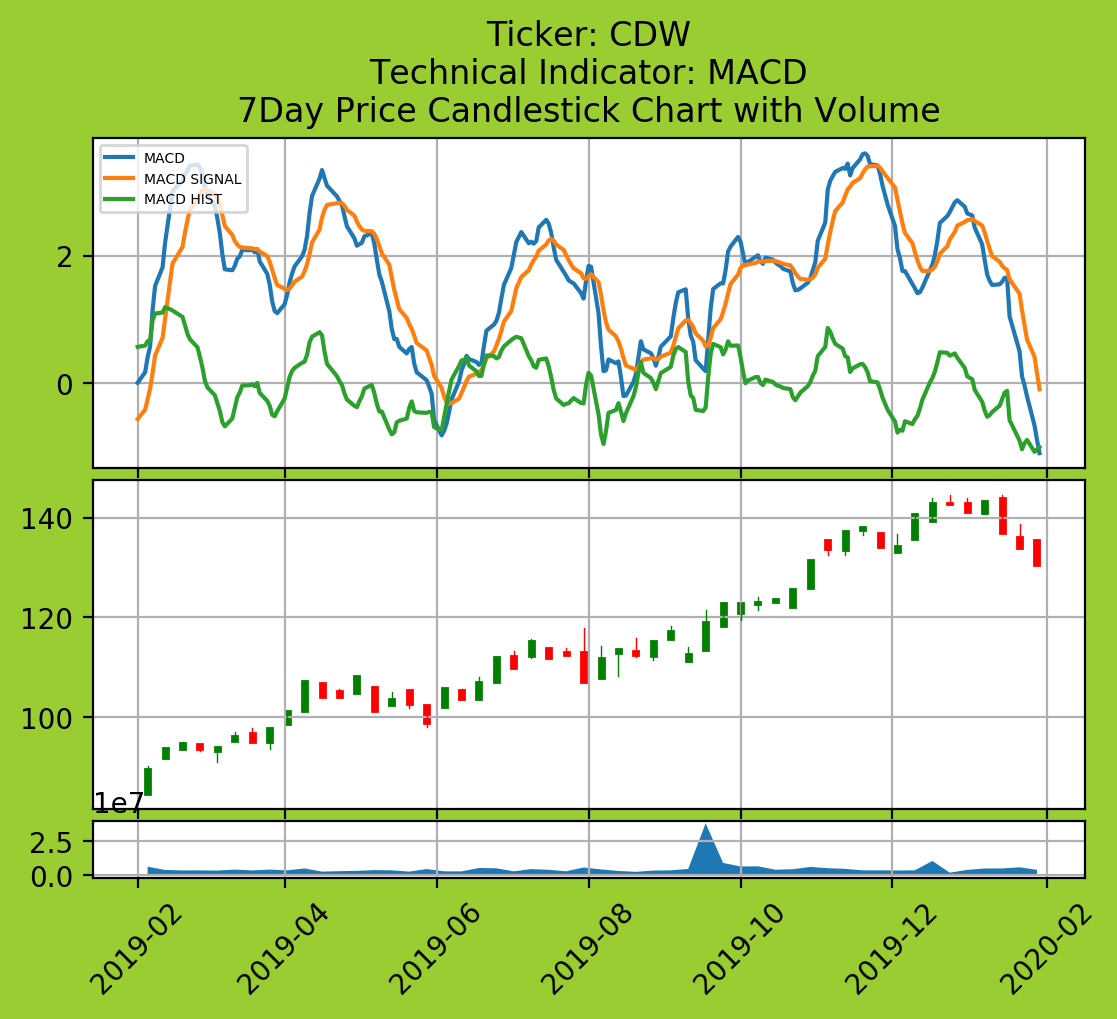 Ticker: CDW
Technical Indicator: MACD
7Day Price Candlestick Chart with Volume
MACD
MACD SIGNAL
MACD HIST
2
0
140
120
100
1e7
2.5
0.0
2019-02 2019-04 2019-06 2019-08 2019-10 2019-12 2020-02